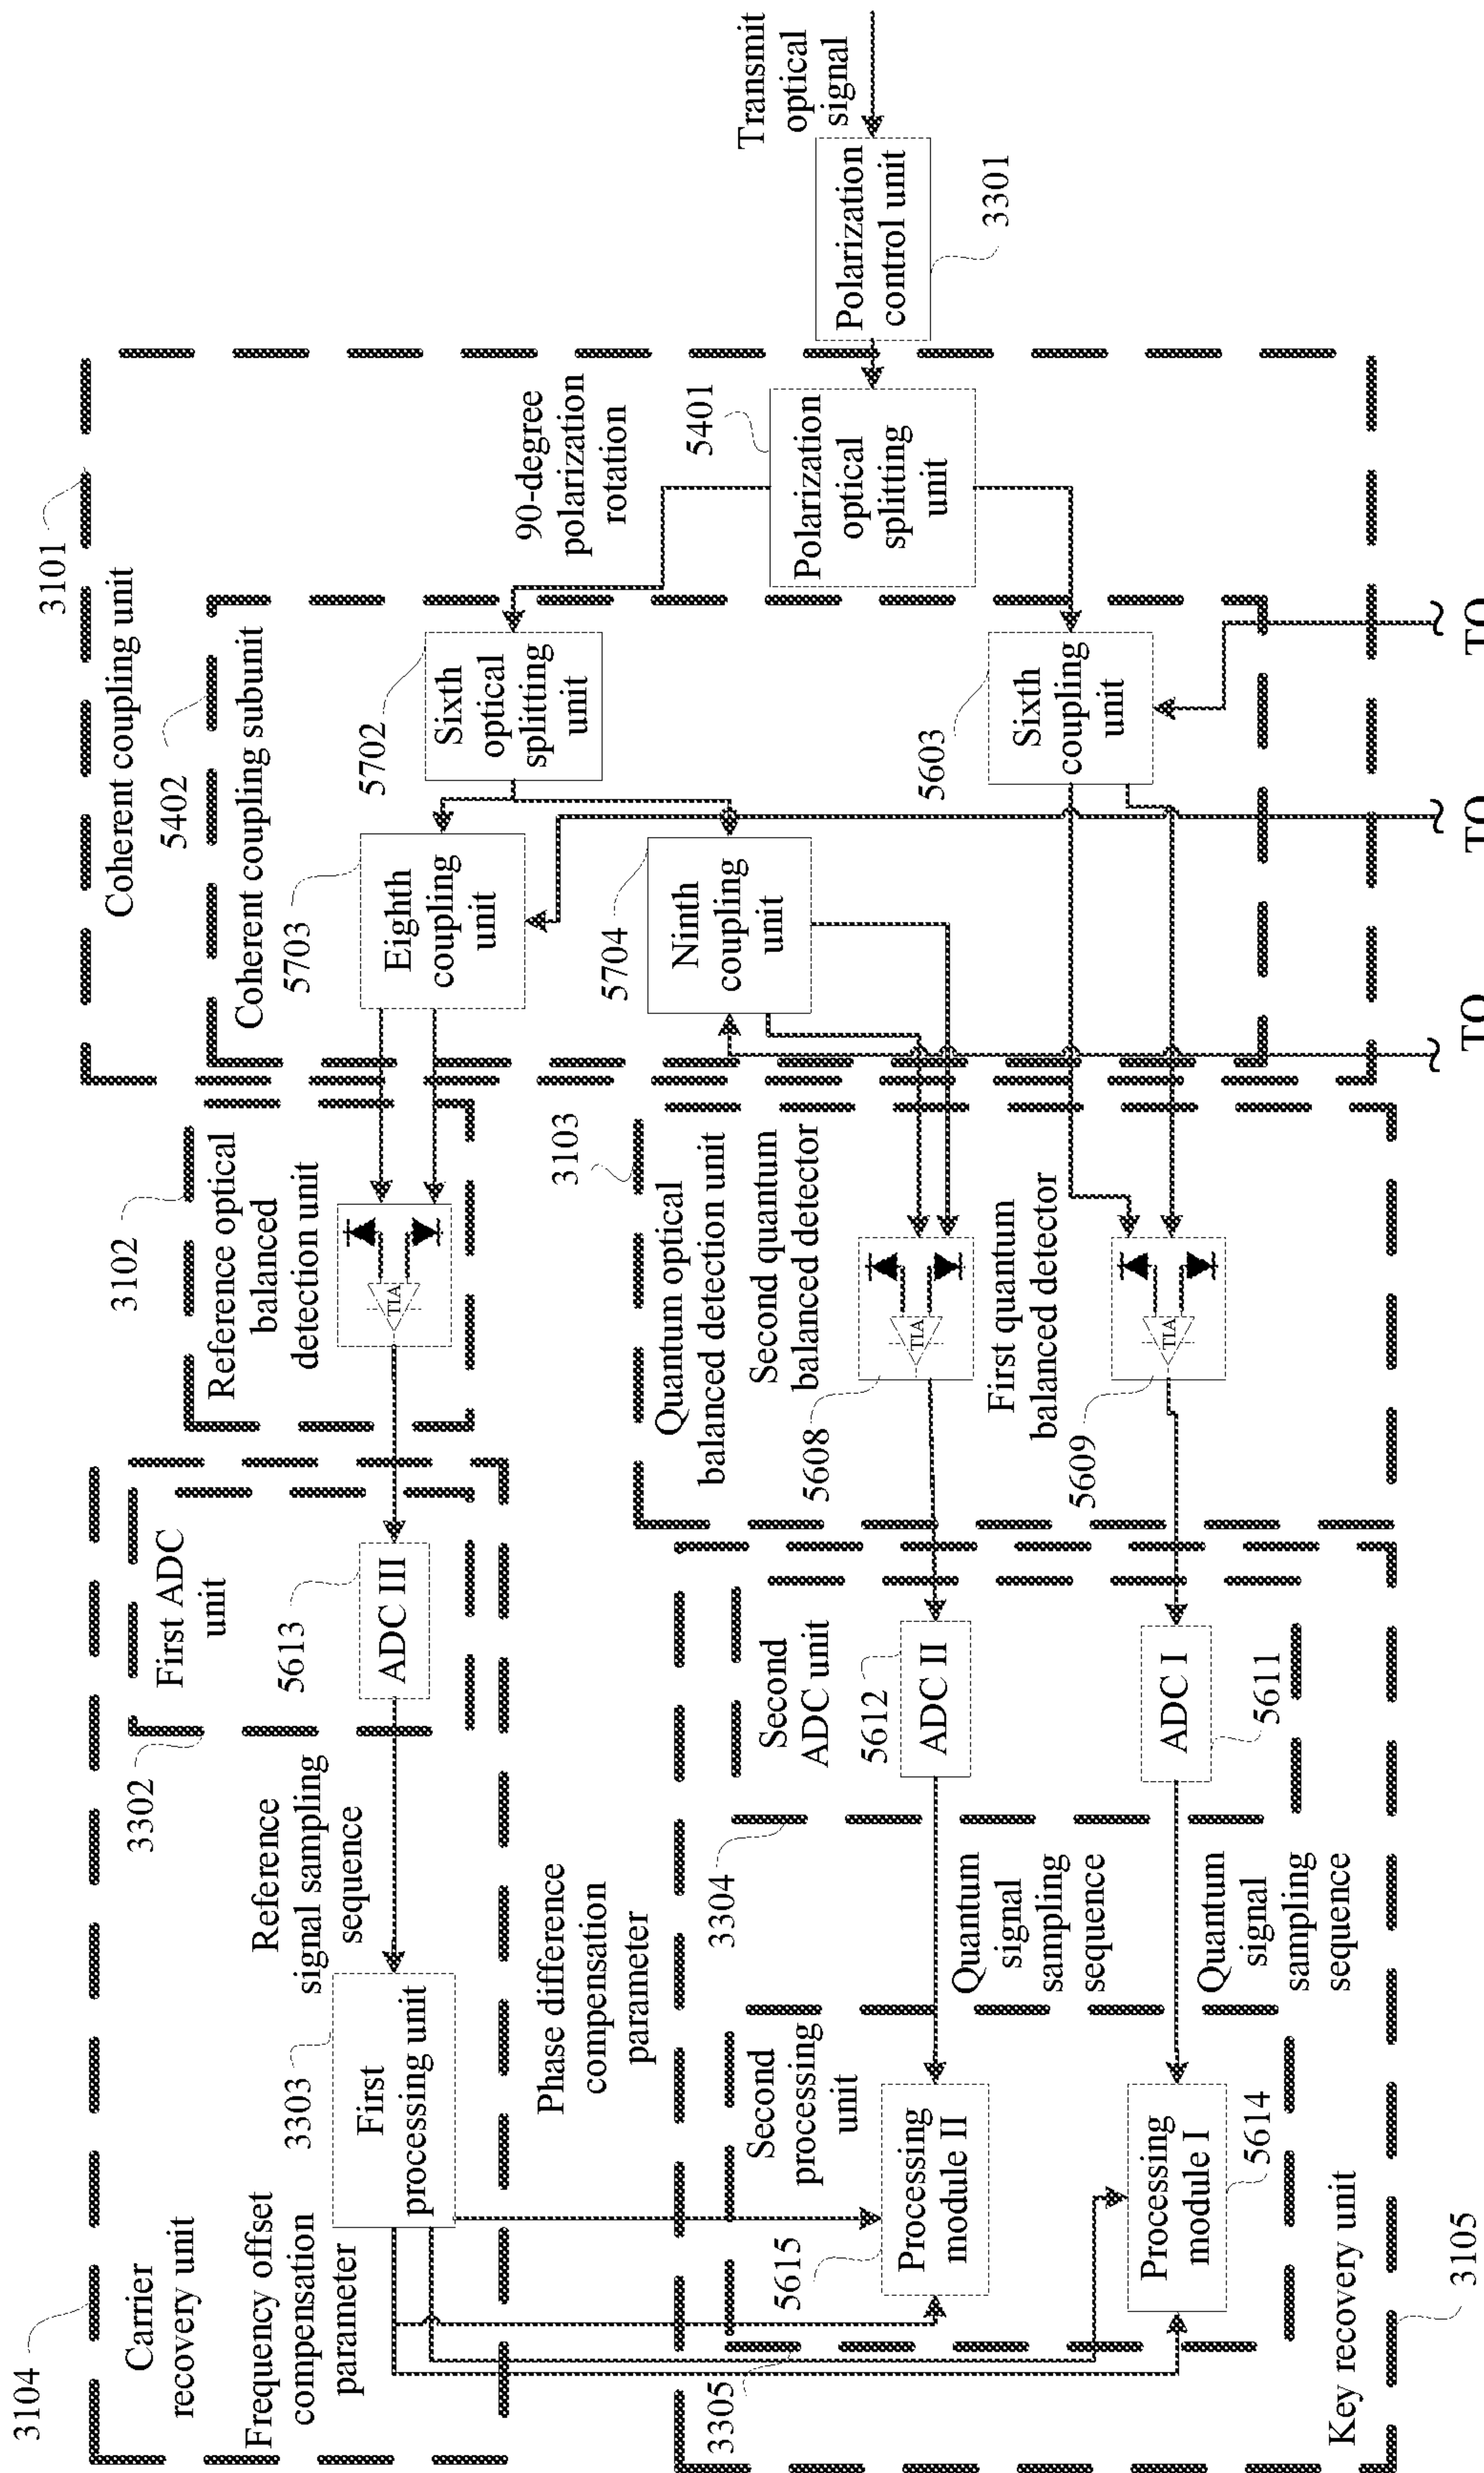 3104
Carrier
recovery unit
Frequency offset
compensation
parameter
3303
First
processing unit
Reference
signal sampling
sequence
3302
First ADC
unit
5613
ADC III
3102
Reference optical
balanced
detection unit
TIA
3101
Coherent coupling unit
5402
Coherent coupling subunit
5703
Eighth
coupling
unit
5702
Sixth
optical
splitting
unit
90-degree
polarization
rotation
5704
Ninth
coupling
unit
5401
Polarization
optical
splitting
unit
Transmit
optical
signal
Polarization
control unit
3301
5603
Sixth
coupling
unit
TO
TO
TO
Phase difference
compensation
parameter
3103
Quantum optical
balanced detection unit
Second quantum
balanced detector
TIA
5608
First quantum
balanced detector
TIA
5609
Second
ADC unit
5612
ADC II
ADC I
5611
3304
Quantum
signal
sampling
sequence
Quantum
signal
sampling
sequence
Second
processing
unit
Processing
module II
5615
Processing
module I
5614
3305
Key recovery unit
3105